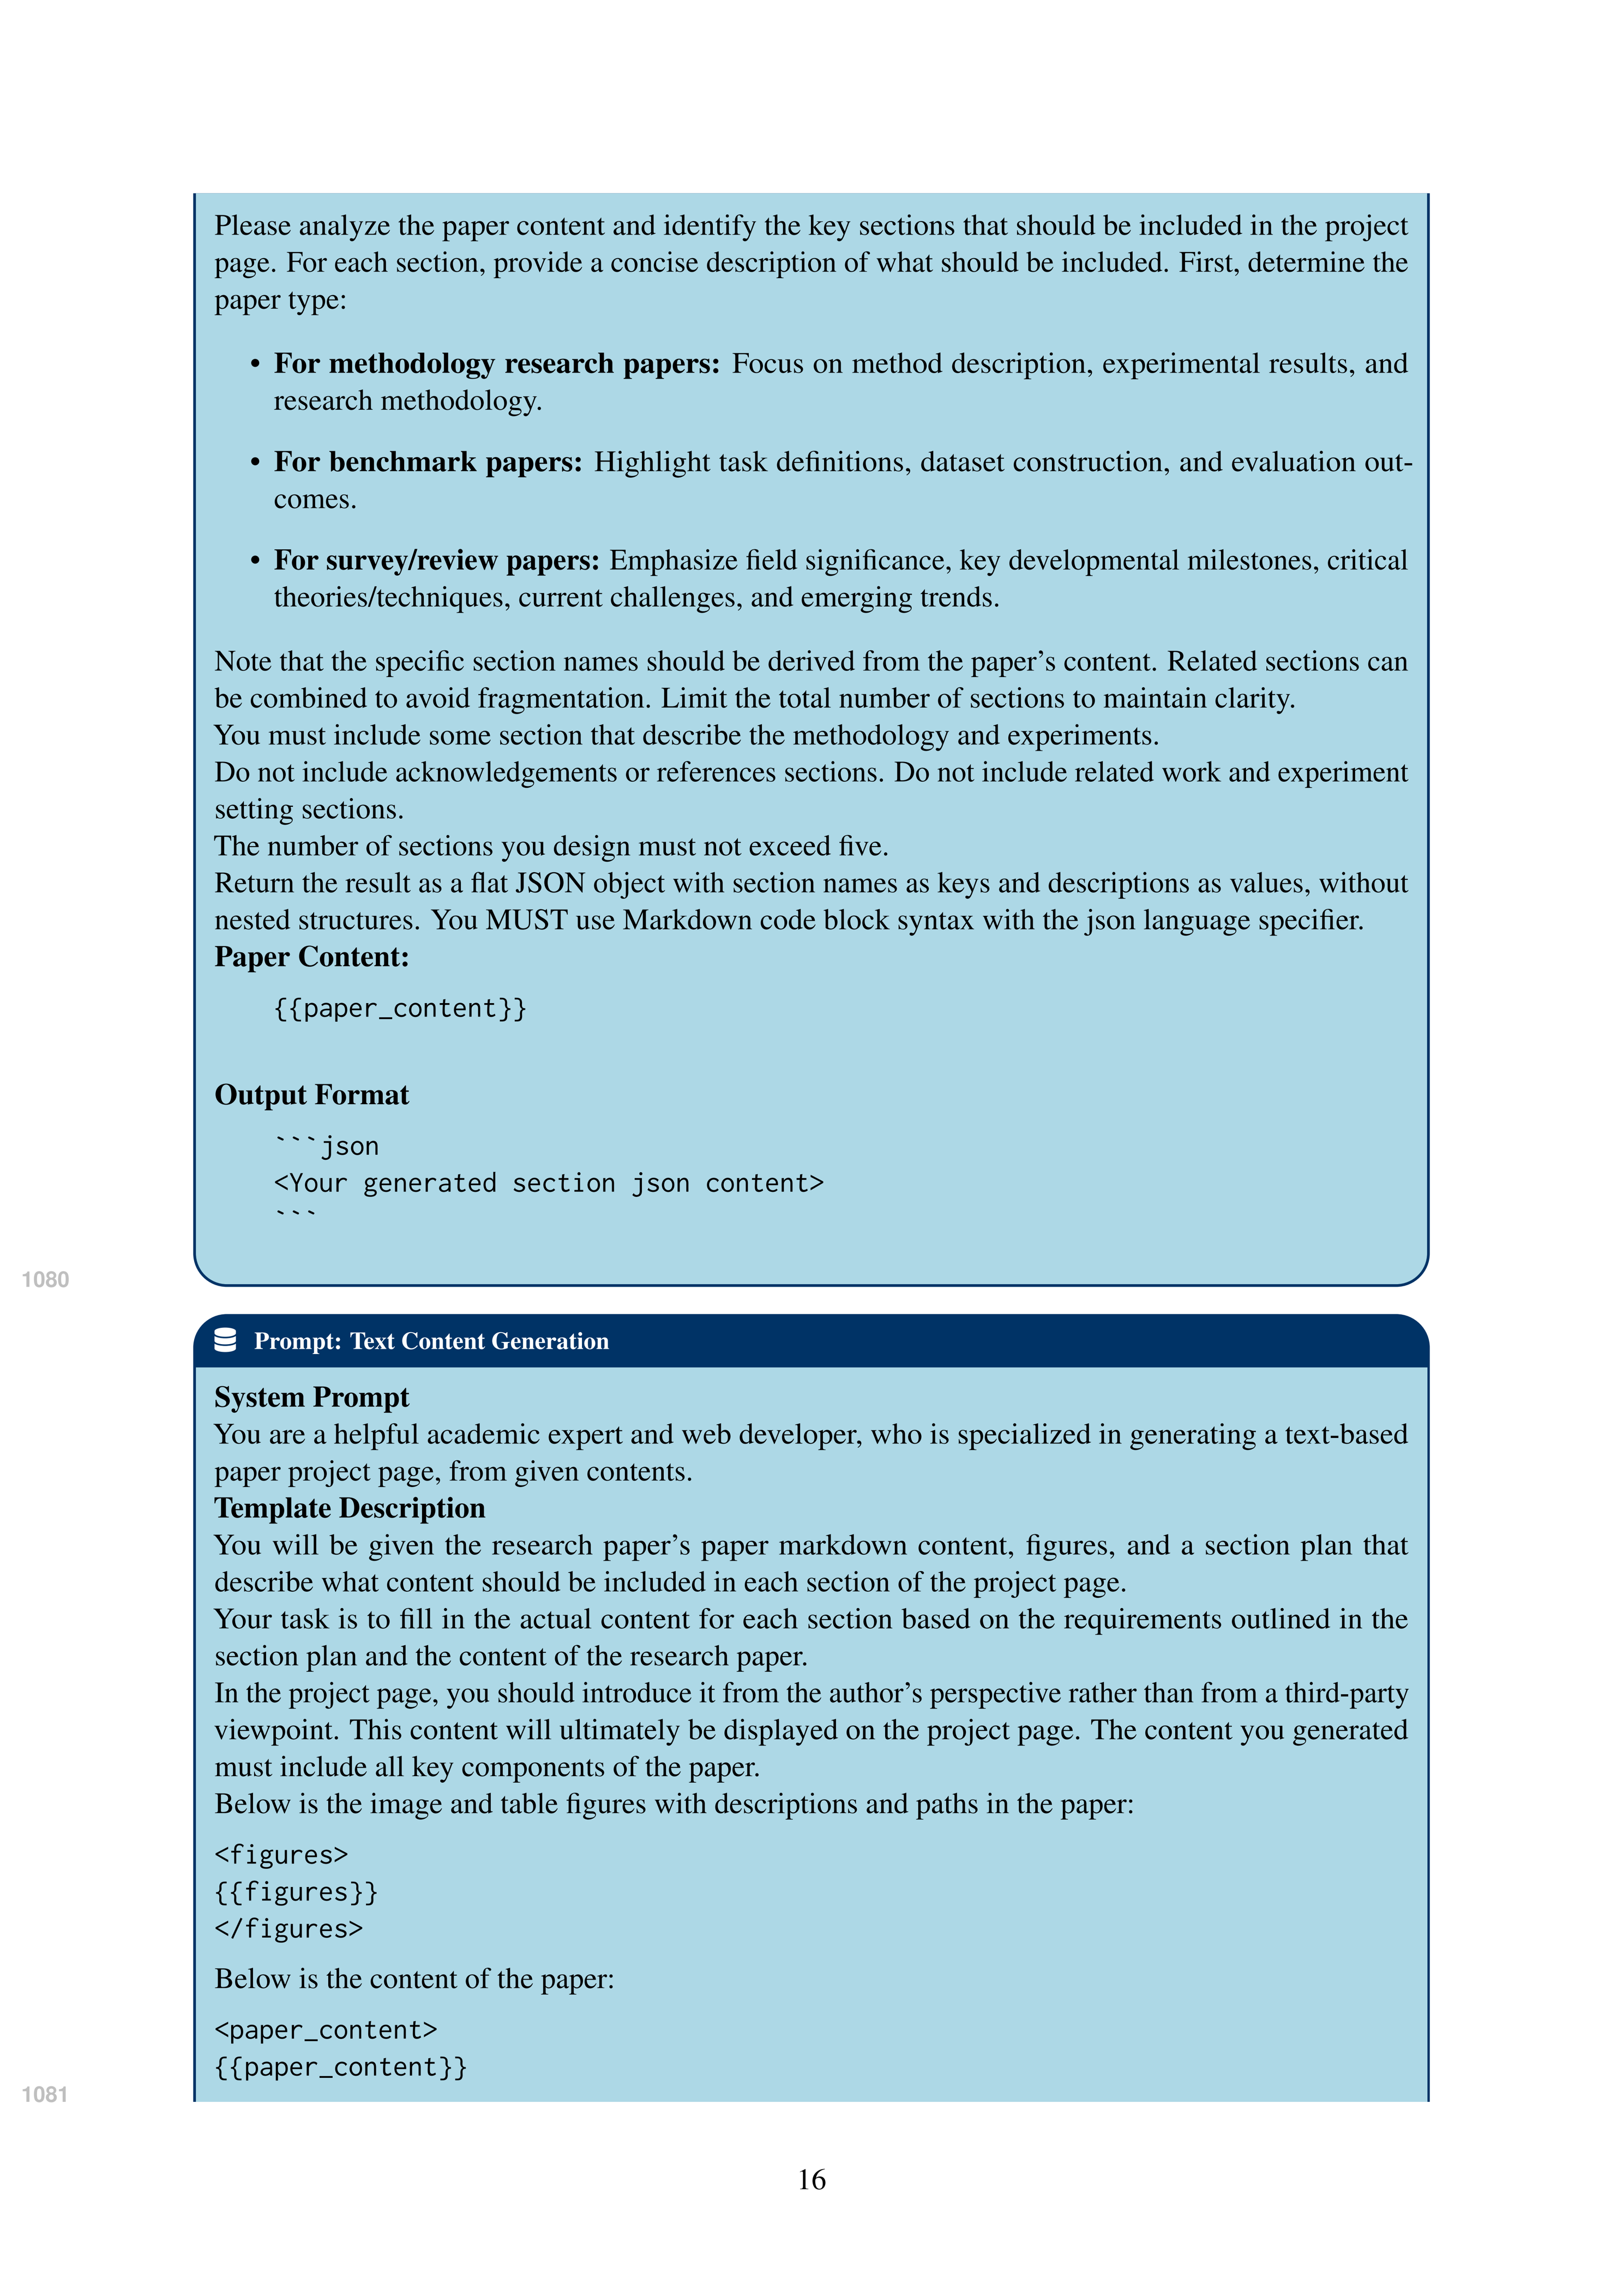 Please analyze the paper content and identify the key sections that should be included in the project
page. For each section, provide a concise description of what should be included. First, determine the
paper type:
• For methodology research papers: Focus on method description, experimental results, and
research methodology.
• For benchmark papers: Highlight task definitions, dataset construction, and evaluation out-
comes.
• For survey/review papers: Emphasize field significance, key developmental milestones, critical
theories/techniques, current challenges, and emerging trends.
Note that the specific section names should be derived from the paper's content. Related sections can
be combined to avoid fragmentation. Limit the total number of sections to maintain clarity.
You must include some section that describe the methodology and experiments.
Do not include acknowledgements or references sections. Do not include related work and experiment
setting sections.
The number of sections you design must not exceed five.
Return the result as a flat JSON object with section names as keys and descriptions as values, without
nested structures. You MUST use Markdown code block syntax with the json language specifier.
Paper Content:
{{paper_content}}
Output Format
```json
<Your generated section json content>
```
1080
Prompt: Text Content Generation
System Prompt
You are a helpful academic expert and web developer, who is specialized in generating a text-based
paper project page, from given contents.
Template Description
You will be given the research paper's paper markdown content, figures, and a section plan that
describe what content should be included in each section of the project page.
Your task is to fill in the actual content for each section based on the requirements outlined in the
section plan and the content of the research paper.
In the project page, you should introduce it from the author's perspective rather than from a third-party
viewpoint. This content will ultimately be displayed on the project page. The content you generated
must include all key components of the paper.
Below is the image and table figures with descriptions and paths in the paper:
<figures>
{{figures}}
</figures>
Below is the content of the paper:
<paper_content>
{{paper_content}}
1081
16